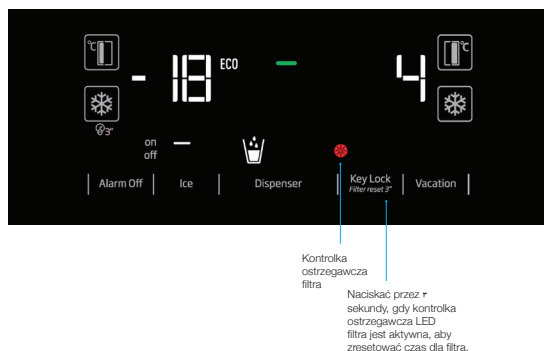 °C °C
-18 ECO 4
3"
on
off
Alarm Off Ice Dispenser Key Lock Vacation
Filter reset 3"
Kontrolka
ostrzegawcza
filtra
Naciskać przez ۳
sekundy, gdy kontrolka
ostrzegawcza LED
filtra jest aktywna, aby
zresetować czas dla filtra.